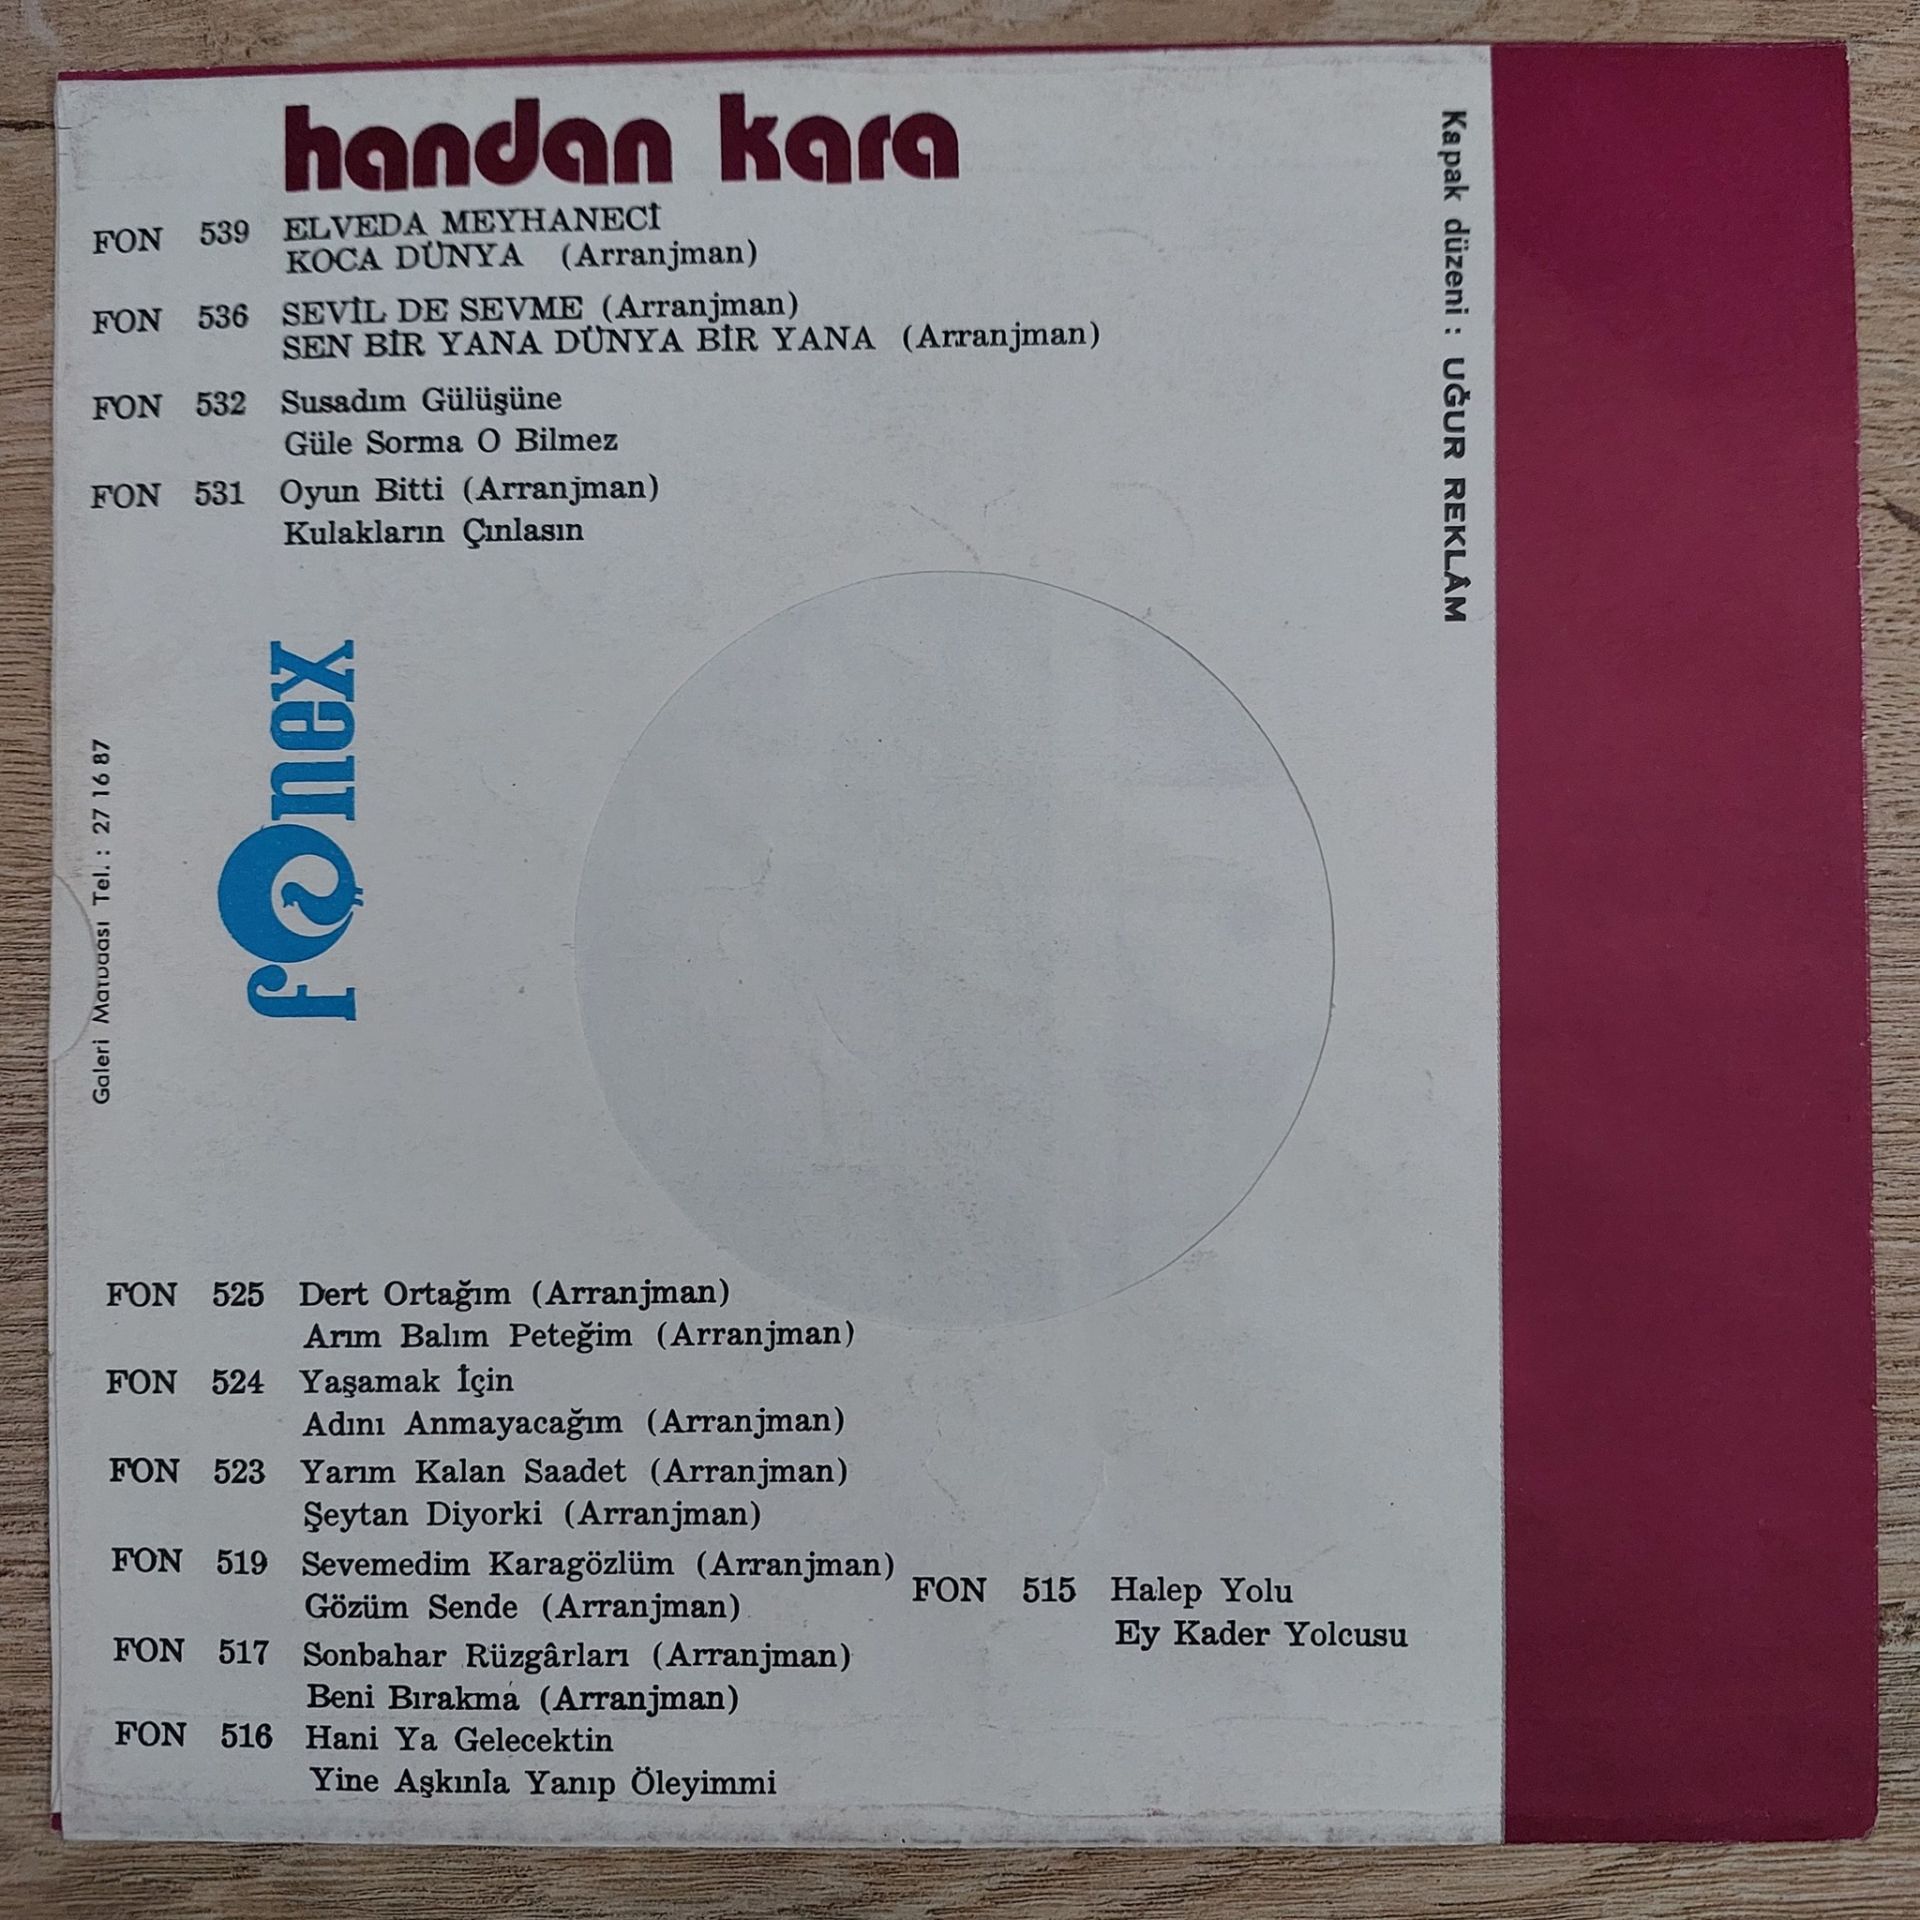 handan kara
FON 539 ELVEDA MEYHANECİ
KOCA DÜNYA (Arranjman)
FON 536 SEVİL DE SEVME (Arranjman)
SEN BİR YANA DÜNYA BİR YANA (Arranjman)
FON 532 Susadım Gülüşüne
Güle Sorma O Bilmez
FON 531 Oyun Bitti (Arranjman)
Kulakların Çınlasın
Kapak düzeni : UĞUR REKLÂM
fonex
Galeri Matbaası Tel. : 27 16 87
FON 525 Dert Ortağım (Arranjman)
Arım Balım Peteğim (Arranjman)
FON 524 Yaşamak İçin
Adını Anmayacağım (Arranjman)
FON 523 Yarım Kalan Saadet (Arranjman)
Şeytan Diyorki (Arranjman)
FON 519 Sevemedim Karagözlüm (Arranjman)
Gözüm Sende (Arranjman)
FON 517 Sonbahar Rüzgârları (Arranjman)
Beni Bırakma (Arranjman)
FON 516 Hani Ya Gelecektin
Yine Aşkınla Yanıp Öleyimmi
FON 515 Halep Yolu
Ey Kader Yolcusu